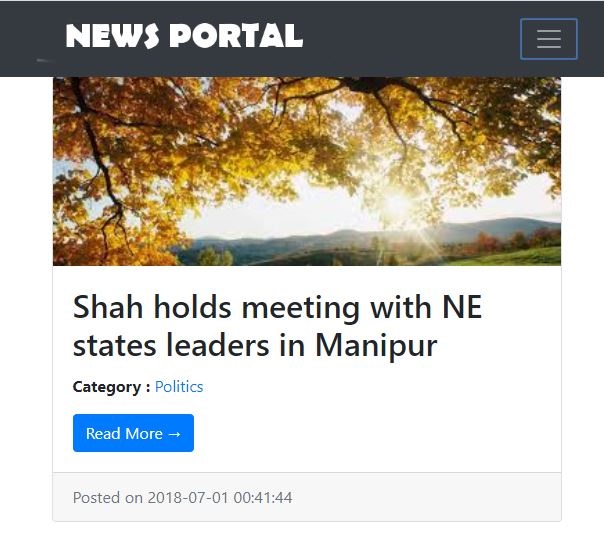 NEWS PORTAL
Shah holds meeting with NE
states leaders in Manipur
Category : Politics
Read More →
Posted on 2018-07-01 00:41:44